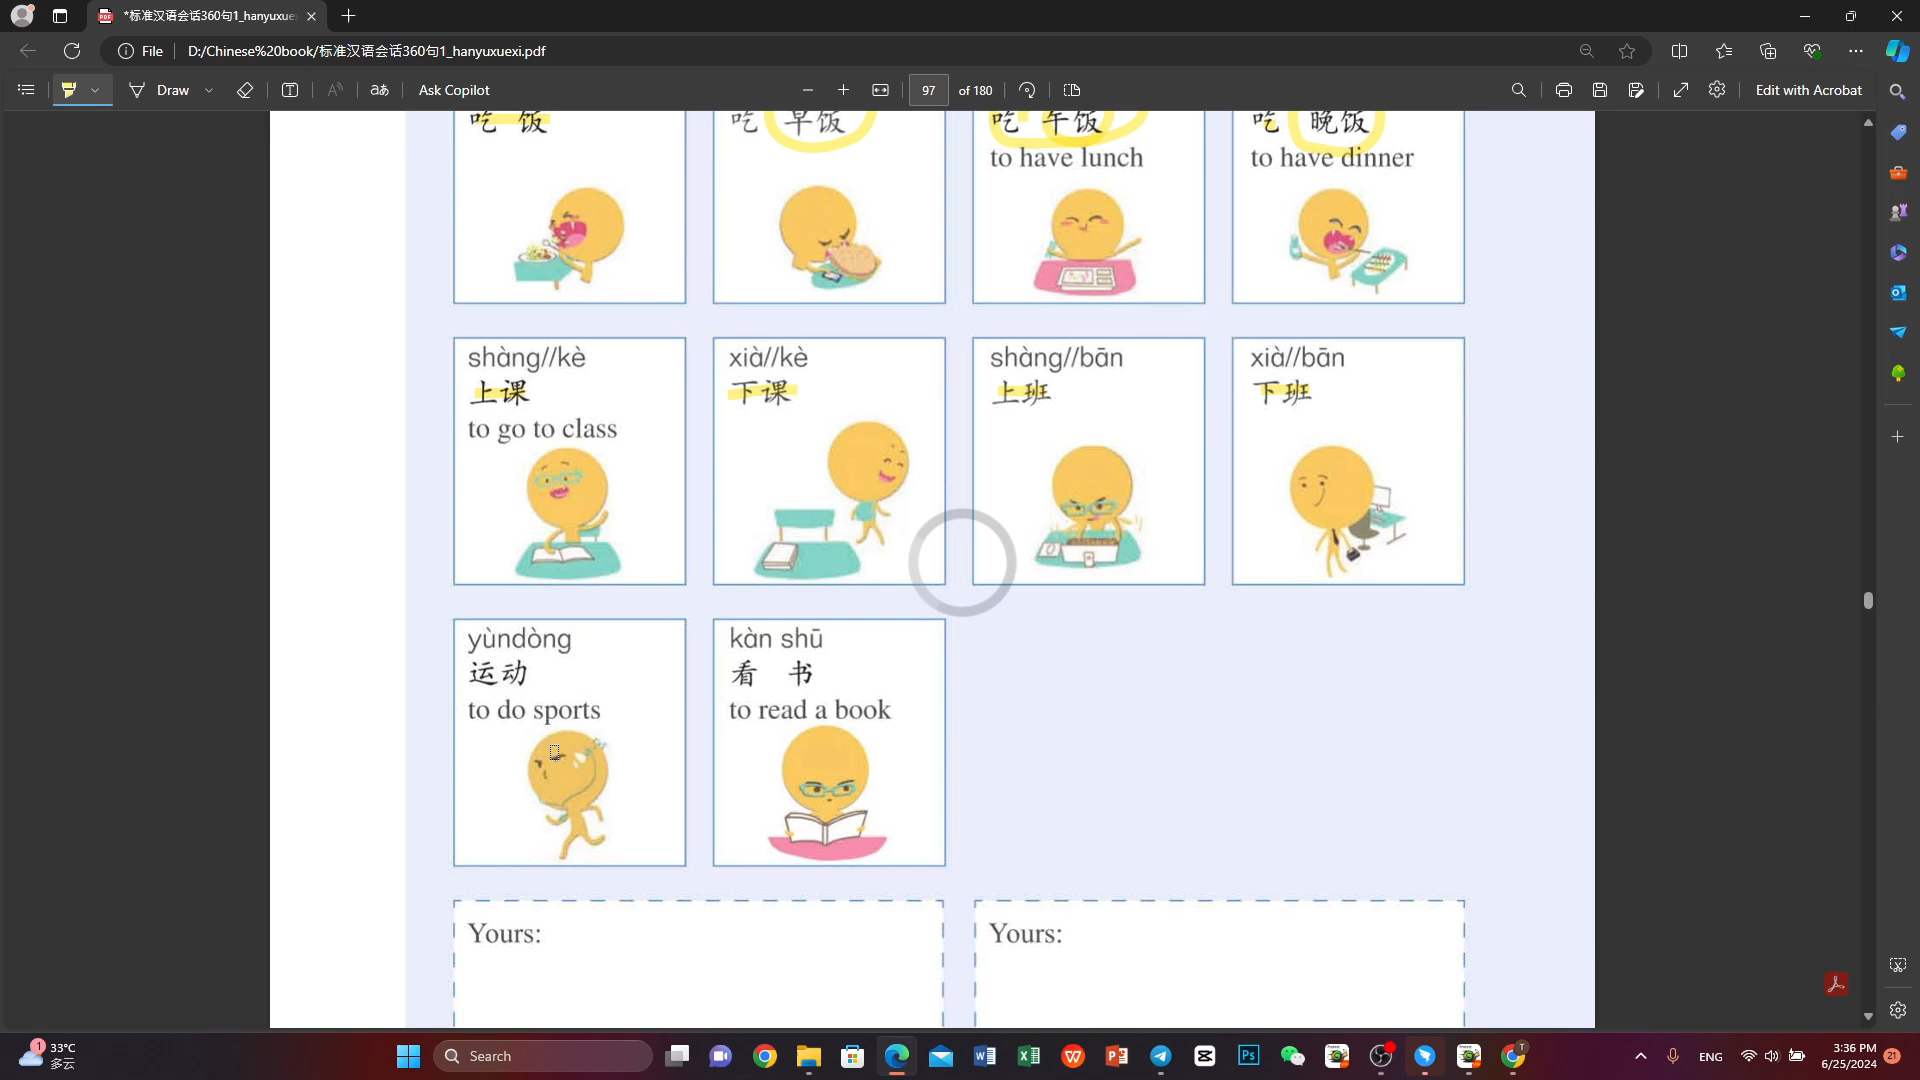 *标准汉语会话360句1_hanyuxue
File
D:/Chinese%20book/标准汉语会话360句1_hanyuxuexi.pdf
Draw
aあ
Ask Copilot
97
of 180
Edit with Acrobat
吃 饭
吃 早饭
吃 午饭
吃 晚饭
to have lunch
to have dinner
shàng//kè
xià//kè
shàng//bān
xià//bān
上课
下课
上班
下班
to go to class
yùndòng
kàn shū
运动
看 书
to do sports
to read a book
Yours:
Yours:
1
33°C
多云
Search
ENG
3:36 PM
6/25/2024
21